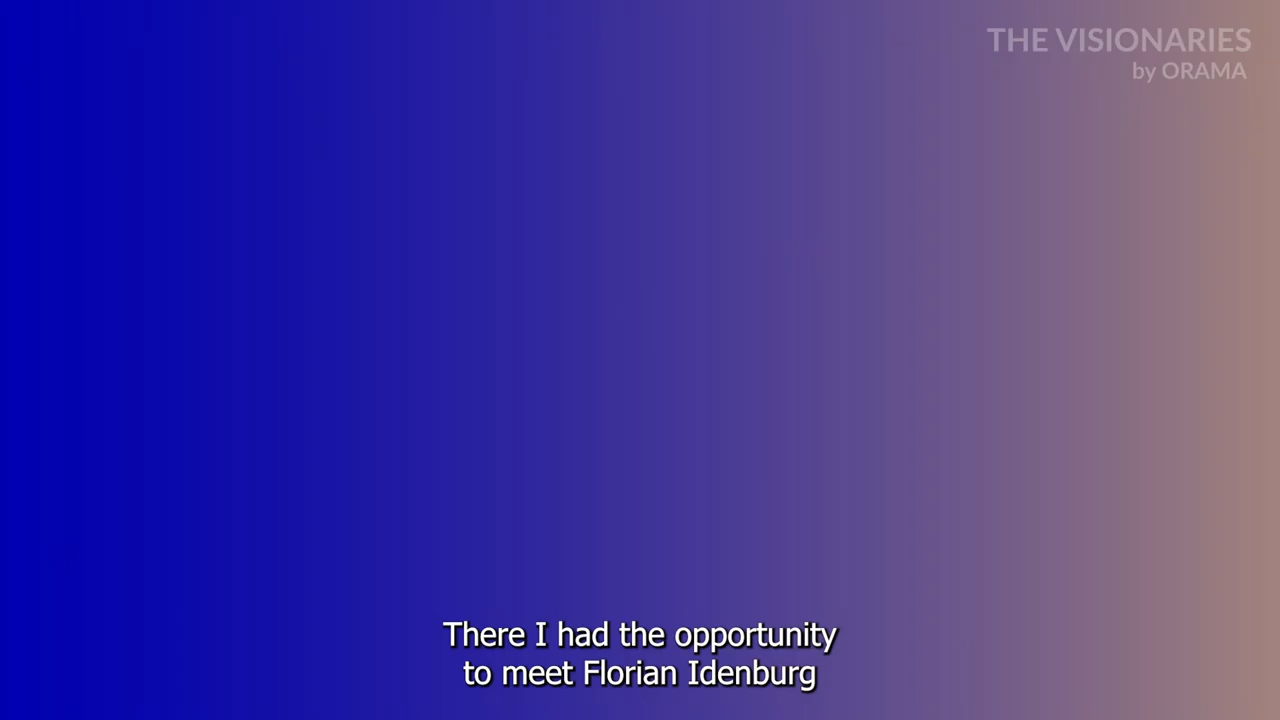 THE VISIONARIES
by ORAMA
There I had the opportunity
to meet Florian Idenburg